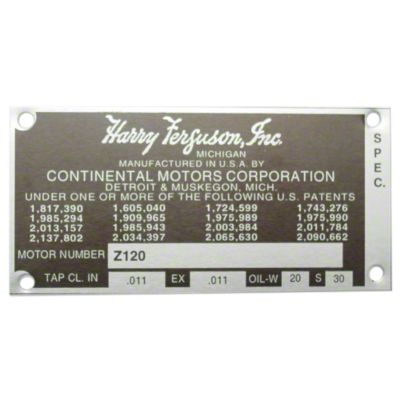 Harry Ferguson, Inc.
MICHIGAN
MANUFACTURED IN U.S.A. BY
CONTINENTAL MOTORS CORPORATION
DETROIT & MUSKEGON, MICH.
UNDER ONE OR MORE OF THE FOLLOWING U.S. PATENTS
1,817,390 1,605,040 1,724,599 1,743,276
1,985,294 1,909,965 1,975,989 1,975,990
2,013,157 1,985,943 2,003,984 2,011,784
2,137,802 2,034,397 2,065,630 2,090,662
MOTOR NUMBER Z120
TAP CL. IN .011 EX .011 OIL-W 20 S 30
SPEC.